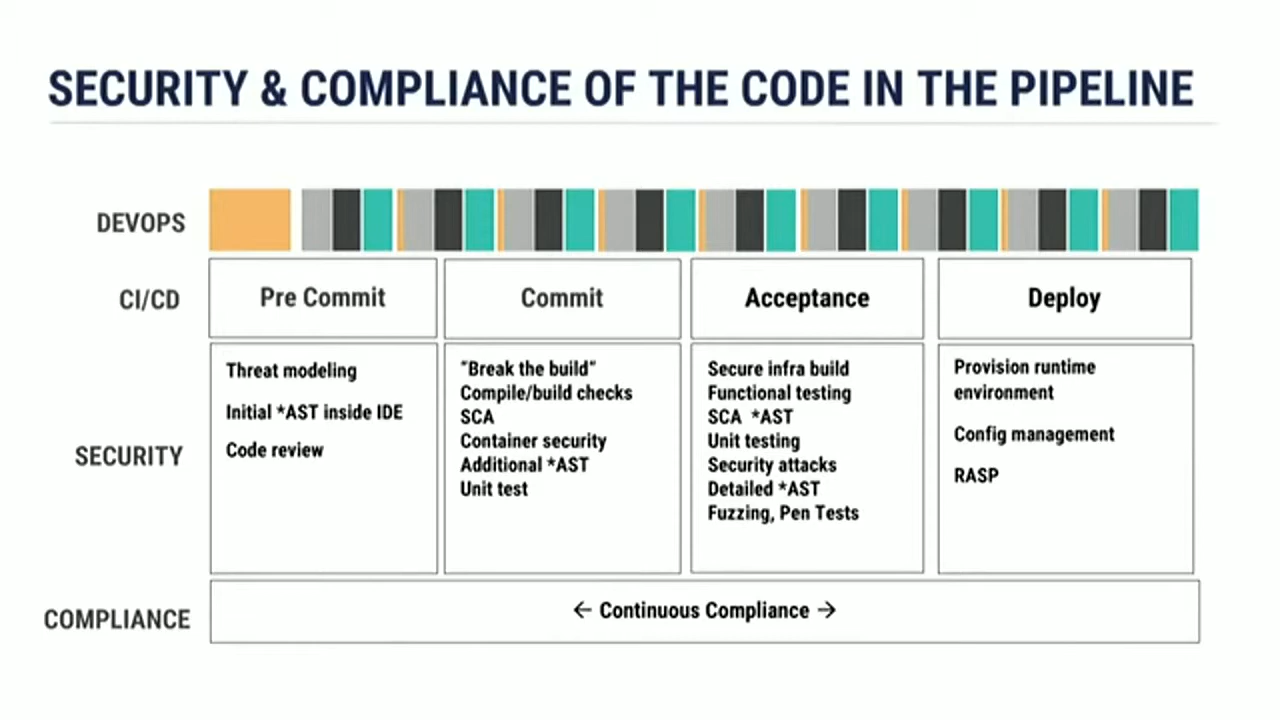 SECURITY & COMPLIANCE OF THE CODE IN THE PIPELINE
DEVOPS
CI/CD
Pre Commit
Commit
Acceptance
Deploy
SECURITY
Threat modeling
Initial *AST inside IDE
Code review
"Break the build"
Compile/build checks
SCA
Container security
Additional *AST
Unit test
Secure infra build
Functional testing
SCA *AST
Unit testing
Security attacks
Detailed *AST
Fuzzing, Pen Tests
Provision runtime
environment
Config management
RASP
COMPLIANCE
← Continuous Compliance →